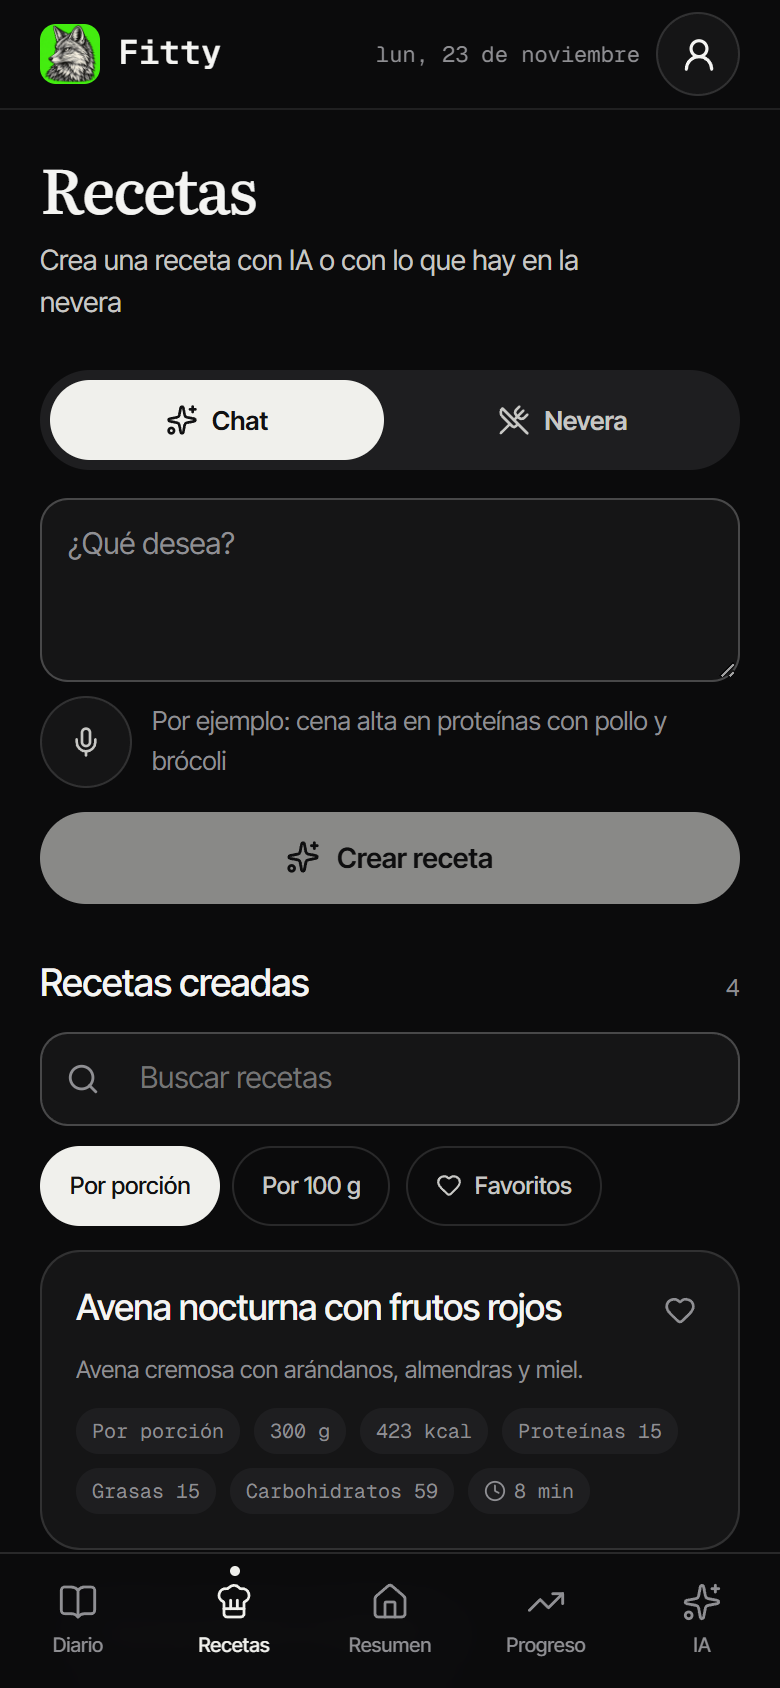 Fitty
lun, 23 de noviembre
Recetas
Crea una receta con IA o con lo que hay en la
nevera
Chat
Nevera
¿Qué desea?
Por ejemplo: cena alta en proteínas con pollo y
brócoli
Crear receta
Recetas creadas
4
Buscar recetas
Por porción
Por 100 g
Favoritos
Avena nocturna con frutos rojos
Avena cremosa con arándanos, almendras y miel.
Por porción
300 g
423 kcal
Proteínas 15
Grasas 15
Carbohidratos 59
8 min
Diario
Recetas
Resumen
Progreso
IA